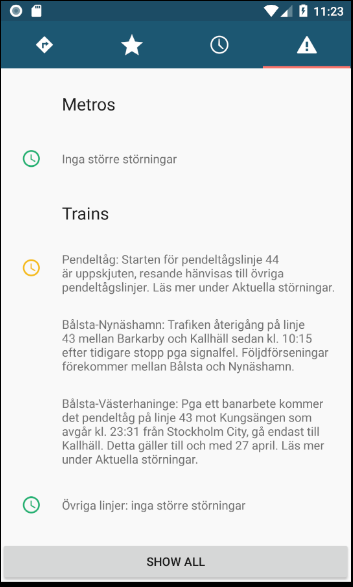 11:23
Metros
Inga större störningar
Trains
Pendeltåg: Starten för pendeltågslinje 44
är uppskjuten, resande hänvisas till övriga
pendeltågslinjer. Läs mer under Aktuella störningar.
Bålsta-Nynäshamn: Trafiken återigång på linje
43 mellan Barkarby och Kallhäll sedan kl. 10:15
efter tidigare stopp pga signalfel. Följdförseningar
förekommer mellan Bålsta och Nynäshamn.
Bålsta-Västerhaninge: Pga ett banarbete kommer
det pendeltåg på linje 43 mot Kungsängen som
avgår kl. 23:31 från Stockholm City, gå endast till
Kallhäll. Detta gäller till och med 27 april. Läs mer
under Aktuella störningar.
Övriga linjer: inga större störningar
SHOW ALL